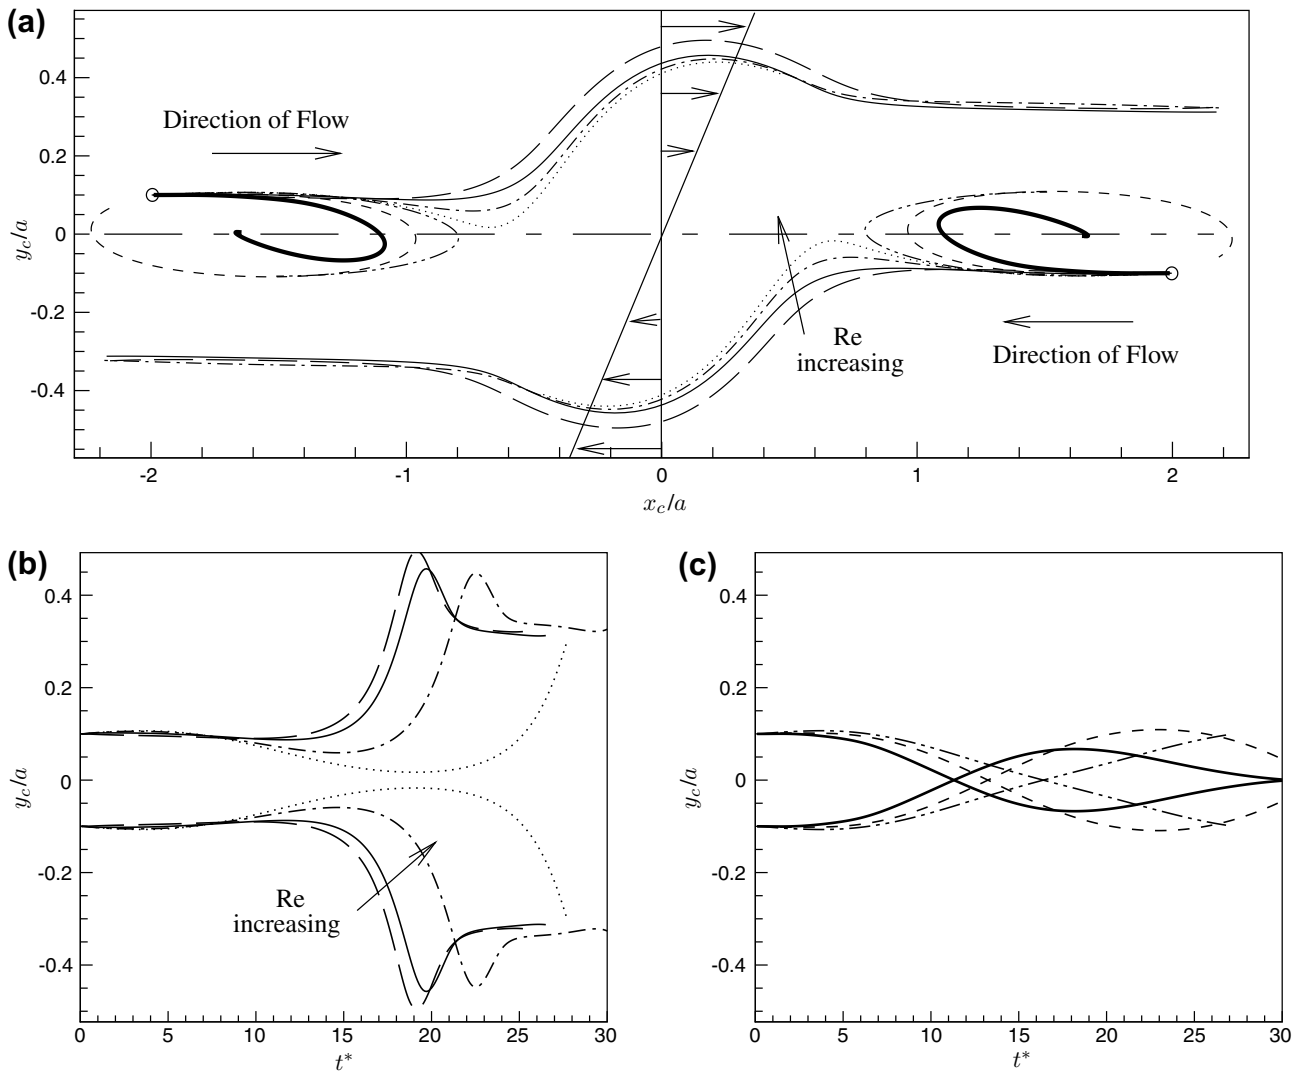 (a)
0.4
0.2
0
-0.2
-0.4
y_c/a
Direction of Flow
Re
increasing
Direction of Flow
-2 -1 0 1 2
x_c/a
(b)
0.4
0.2
0
-0.2
-0.4
y_c/a
Re
increasing
0 5 10 15 20 25 30
t*
(c)
0.4
0.2
0
-0.2
-0.4
y_c/a
0 5 10 15 20 25 30
t*